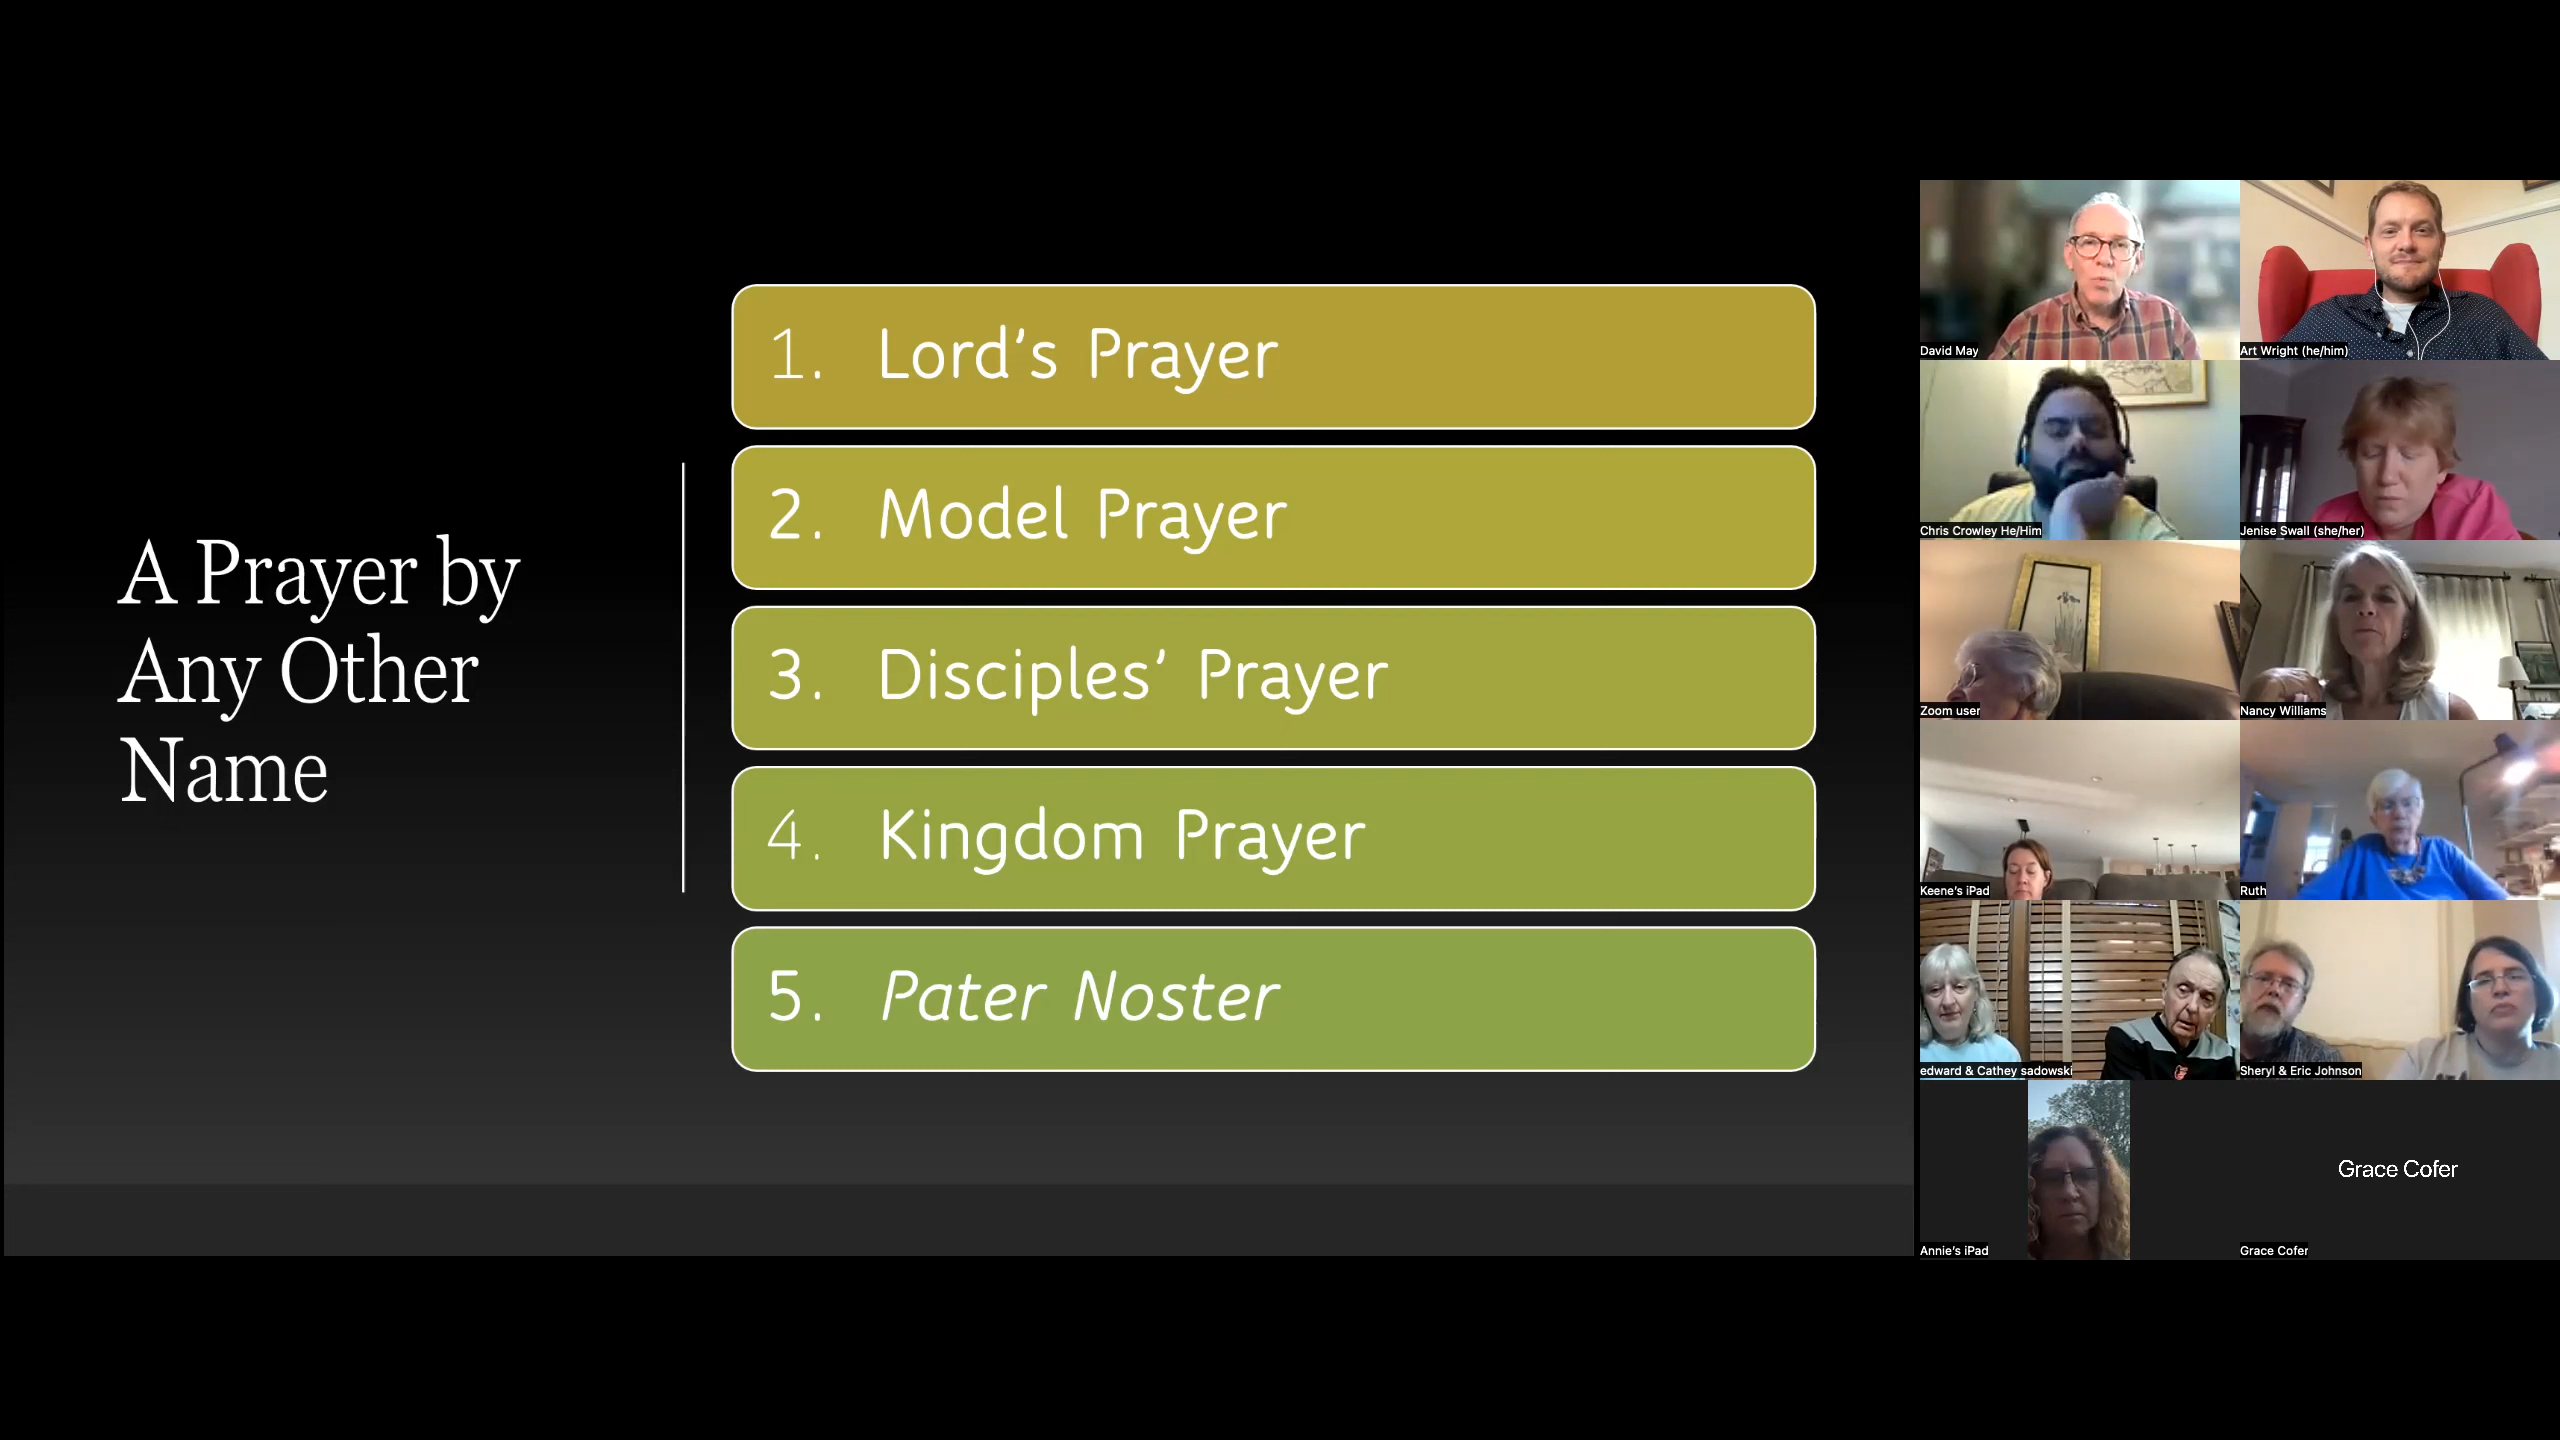 A Prayer by
Any Other
Name
1. Lord’s Prayer
2. Model Prayer
3. Disciples’ Prayer
4. Kingdom Prayer
5. Pater Noster
David May
Art Wright (he/him)
Chris Crowley He/Him
Jenise Swall (she/her)
Zoom user
Nancy Williams
Keene’s iPad
Ruth
edward & Cathey sadowski
Sheryl & Eric Johnson
Annie’s iPad
Grace Cofer
Grace Cofer